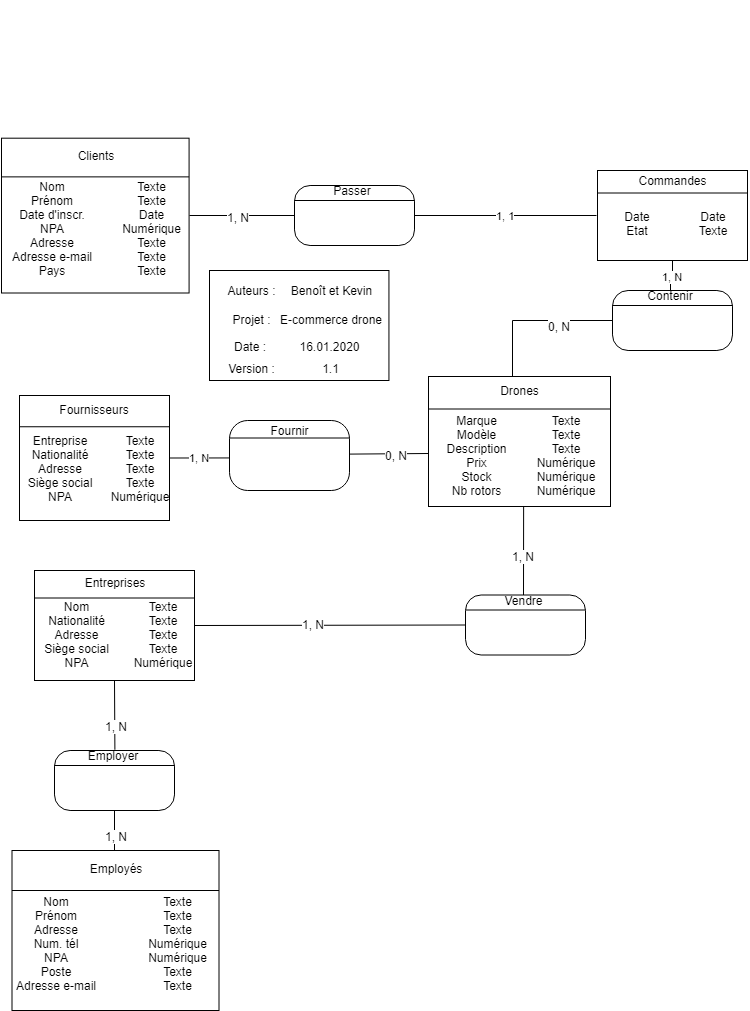 Clients
Nom Texte
Prénom Texte
Date d'inscr. Date
NPA Numérique
Adresse Texte
Adresse e-mail Texte
Pays Texte
1, N
Passer
1, 1
Commandes
Date Date
Etat Texte
1, N
Contenir
0, N
Auteurs : Benoît et Kevin
Projet : E-commerce drone
Date : 16.01.2020
Version : 1.1
Fournisseurs
Entreprise Texte
Nationalité Texte
Adresse Texte
Siège social Texte
NPA Numérique
1, N
Fournir
0, N
Drones
Marque Texte
Modèle Texte
Description Texte
Prix Numérique
Stock Numérique
Nb rotors Numérique
1, N
Vendre
1, N
Entreprises
Nom Texte
Nationalité Texte
Adresse Texte
Siège social Texte
NPA Numérique
1, N
Employer
1, N
Employés
Nom Texte
Prénom Texte
Adresse Texte
Num. tél Numérique
NPA Numérique
Poste Texte
Adresse e-mail Texte